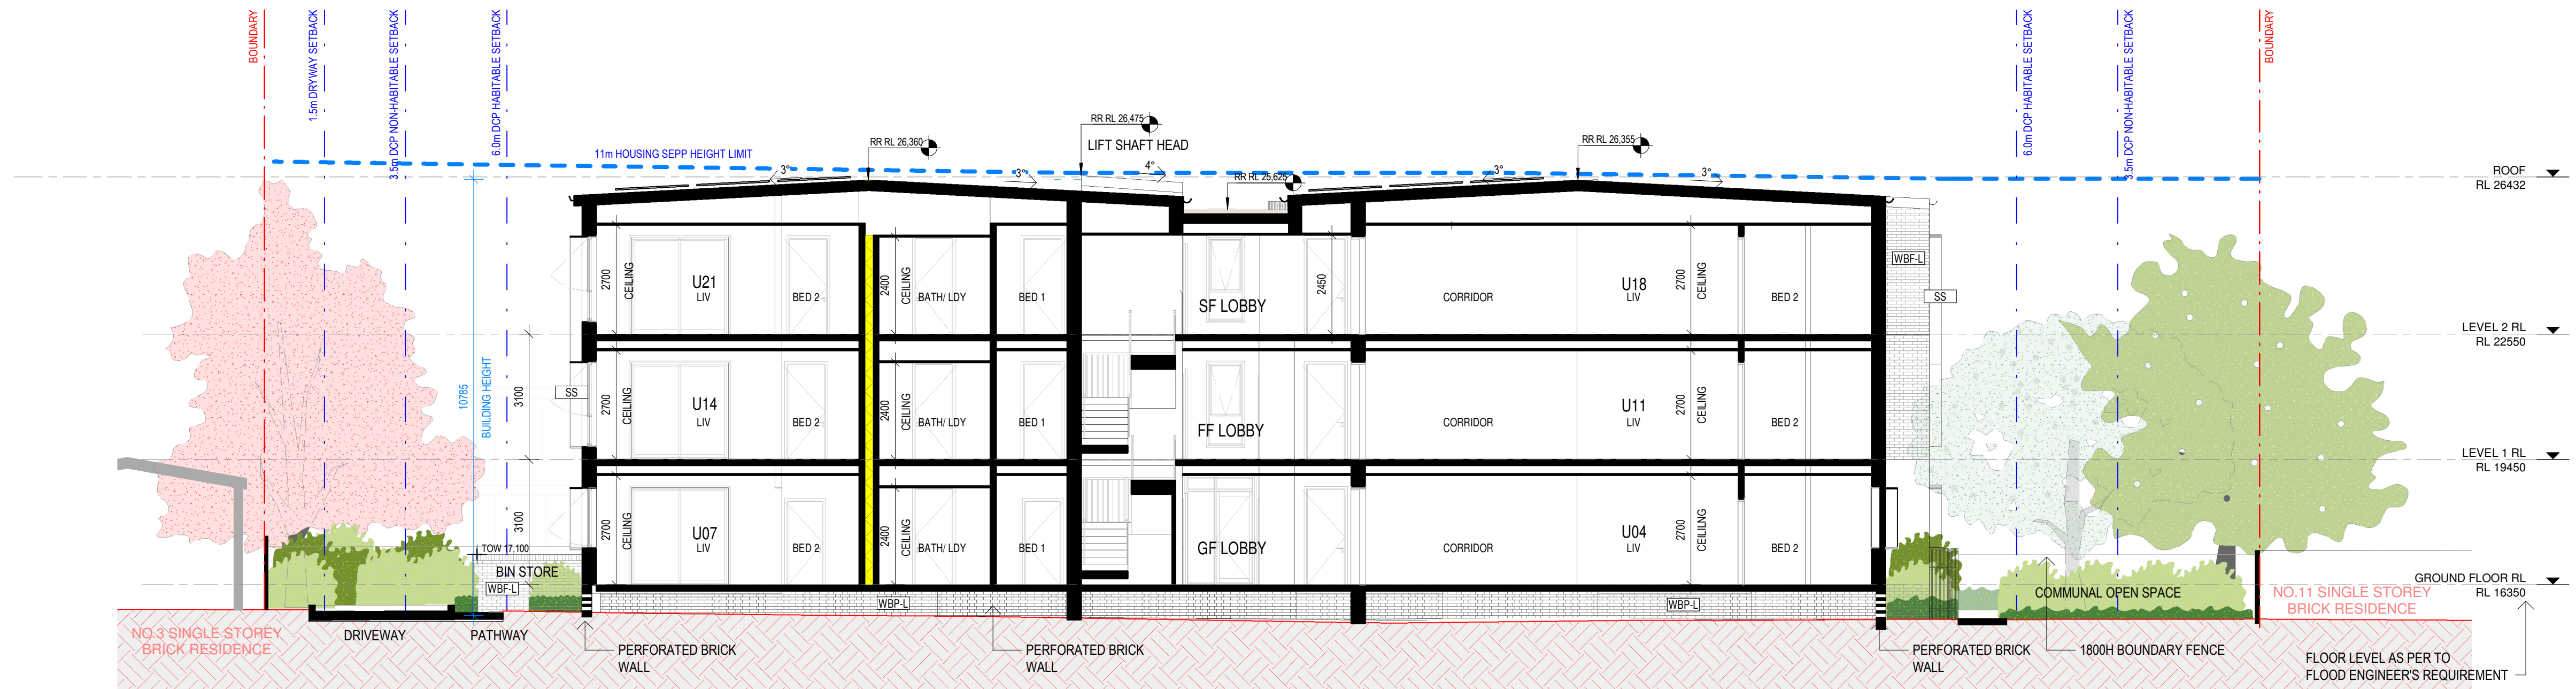 BOUNDARY
1.5m DRYWAY SETBACK
3.5m DCP NON-HABITABLE SETBACK
6.0m DCP HABITABLE SETBACK
6.0m DCP HABITABLE SETBACK
3.5m DCP NON-HABITABLE SETBACK
BOUNDARY
RR RL 26,475
LIFT SHAFT HEAD
RR RL 26,360
RR RL 26,355
11m HOUSING SEPP HEIGHT LIMIT
3°
3°
4°
RR RL 25,625
3°
3°
ROOF
RL 26432
2700
CEILING
U21
LIV
BED 2
2400
CEILING
BATH/ LDY
BED 1
SF LOBBY
2450
CORRIDOR
U18
LIV
2700
CEILING
BED 2
WBF-L
SS
LEVEL 2 RL
RL 22550
10785
BUILDING HEIGHT
3100
SS
2700
CEILING
U14
LIV
BED 2
2400
CEILING
BATH/ LDY
BED 1
FF LOBBY
CORRIDOR
U11
LIV
2700
CEILING
BED 2
LEVEL 1 RL
RL 19450
3100
2700
CEILING
U07
LIV
BED 2
2400
CEILING
BATH/ LDY
BED 1
GF LOBBY
CORRIDOR
U04
LIV
2700
CEILILNG
BED 2
TOW 17,100
BIN STORE
WBF-L
WBP-L
WBP-L
COMMUNAL OPEN SPACE
GROUND FLOOR RL
RL 16350
NO.11 SINGLE STOREY
BRICK RESIDENCE
NO.3 SINGLE STOREY
BRICK RESIDENCE
DRIVEWAY
PATHWAY
PERFORATED BRICK
WALL
PERFORATED BRICK
WALL
PERFORATED BRICK
WALL
1800H BOUNDARY FENCE
FLOOR LEVEL AS PER TO
FLOOD ENGINEER'S REQUIREMENT